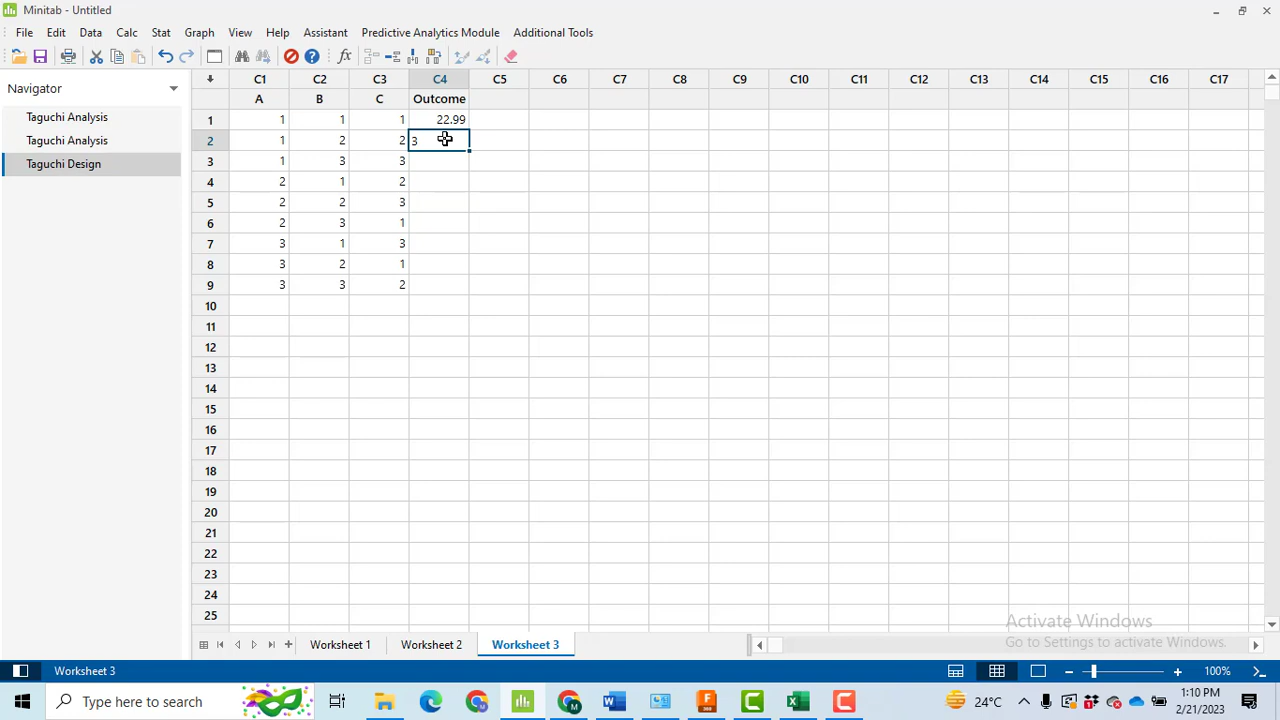 Minitab - Untitled
File Edit Data Calc Stat Graph View Help Assistant Predictive Analytics Module Additional Tools
Navigator
Taguchi Analysis
Taguchi Analysis
Taguchi Design
C1 C2 C3 C4 C5 C6 C7 C8 C9 C10 C11 C12 C13 C14 C15 C16 C17
A B C Outcome
1 1 1 1 22.99
2 1 2 2 3
3 1 3 3
4 2 1 2
5 2 2 3
6 2 3 1
7 3 1 3
8 3 2 1
9 3 3 2
10
11
12
13
14
15
16
17
18
19
20
21
22
23
24
25
Activate Windows
Go to Settings to activate Windows.
Worksheet 1 Worksheet 2 Worksheet 3
Worksheet 3 100%
Type here to search
24°C
1:10 PM
2/21/2023